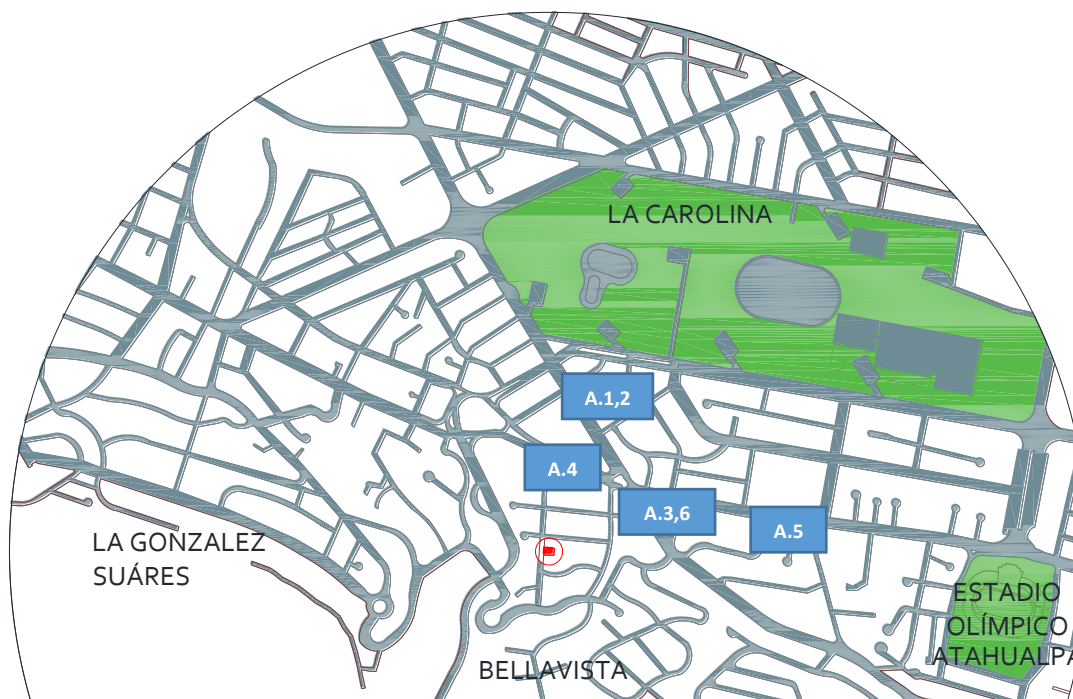 LA CAROLINA
A.1,2
A.4
A.3,6
A.5
LA GONZALEZ
SUÁRES
ESTADIO
OLÍMPICO
ATAHUALPA
BELLAVISTA